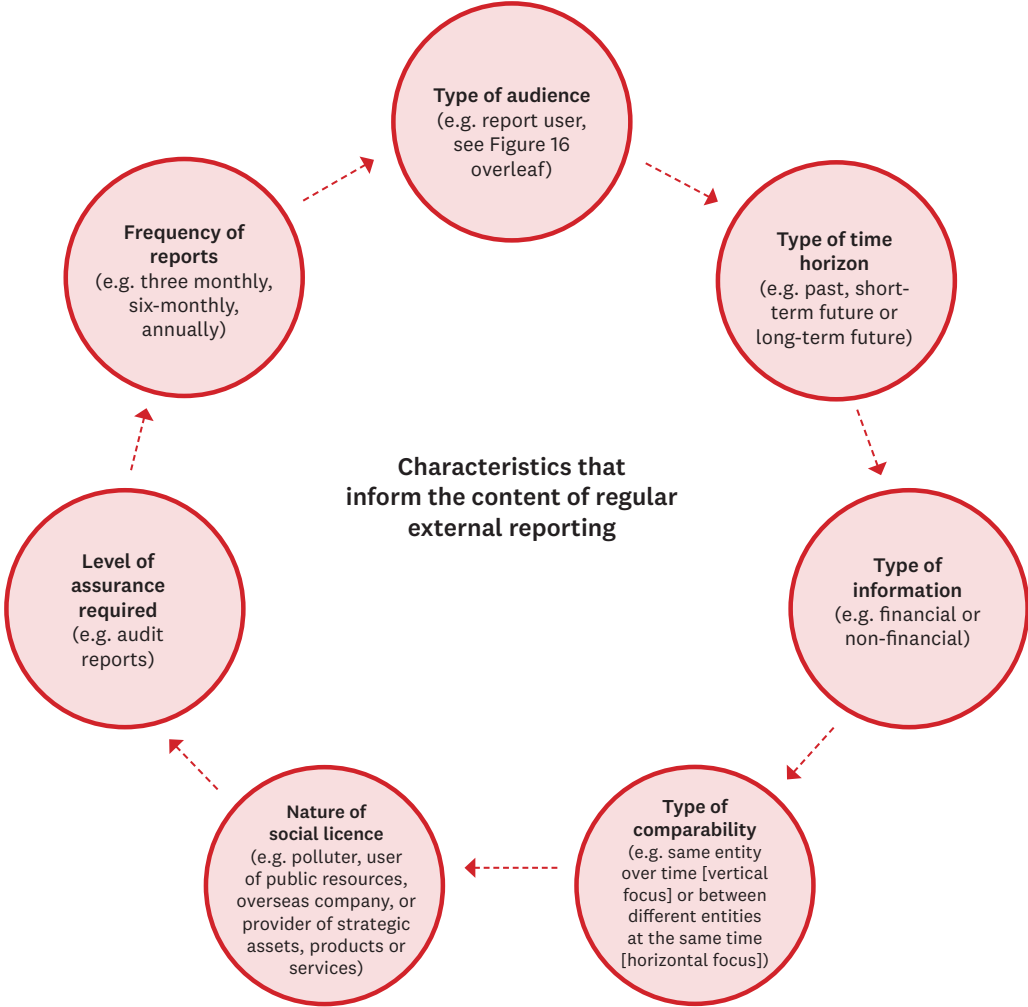 Type of audience
(e.g. report user,
see Figure 16
overleaf)
Type of time
horizon
(e.g. past, short-
term future or
long-term future)
Type of
information
(e.g. financial or
non-financial)
Type of
comparability
(e.g. same entity
over time [vertical
focus] or between
different entities
at the same time
[horizontal focus])
Nature of
social licence
(e.g. polluter, user
of public resources,
overseas company, or
provider of strategic
assets, products or
services)
Level of
assurance
required
(e.g. audit
reports)
Frequency of
reports
(e.g. three monthly,
six-monthly,
annually)
Characteristics that
inform the content of regular
external reporting